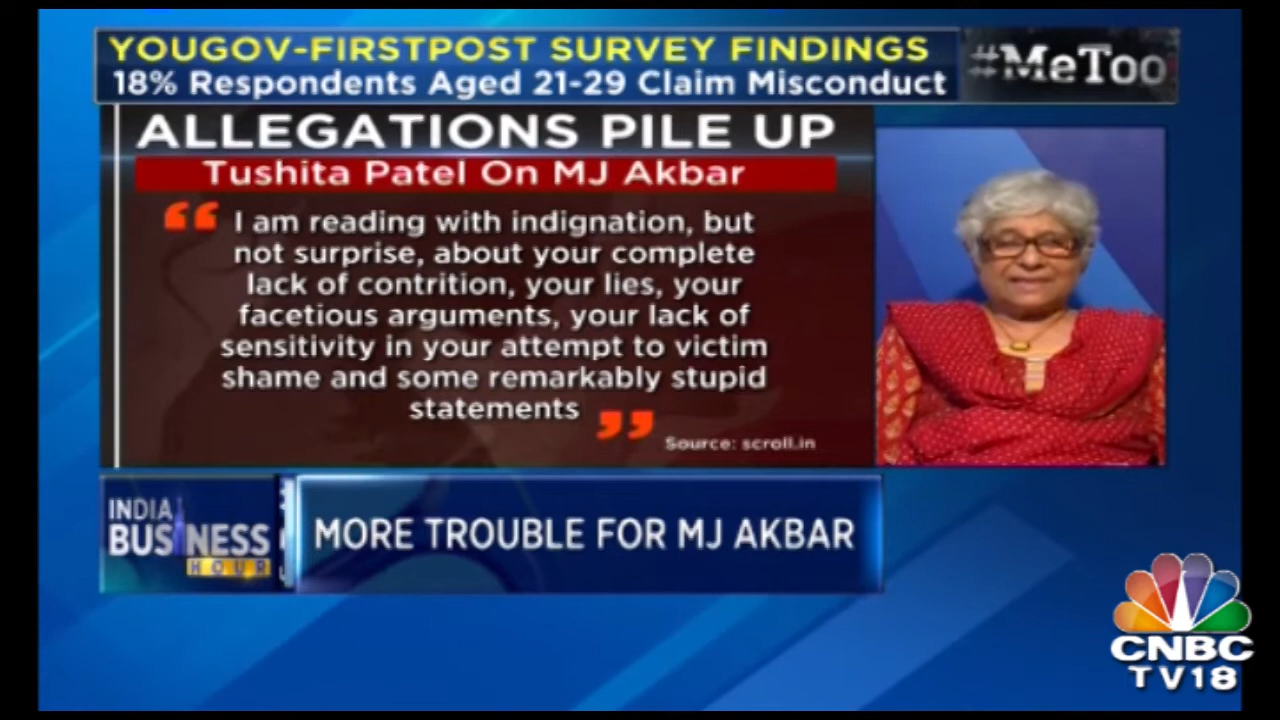 YOUGOV-FIRSTPOST SURVEY FINDINGS
18% Respondents Aged 21-29 Claim Misconduct
#MeToo
ALLEGATIONS PILE UP
Tushita Patel On MJ Akbar
“ I am reading with indignation, but
not surprise, about your complete
lack of contrition, your lies, your
facetious arguments, your lack of
sensitivity in your attempt to victim
shame and some remarkably stupid
statements ”
Source: scroll.in
INDIA
BUSINESS
HOUR
MORE TROUBLE FOR MJ AKBAR
CNBC
TV18